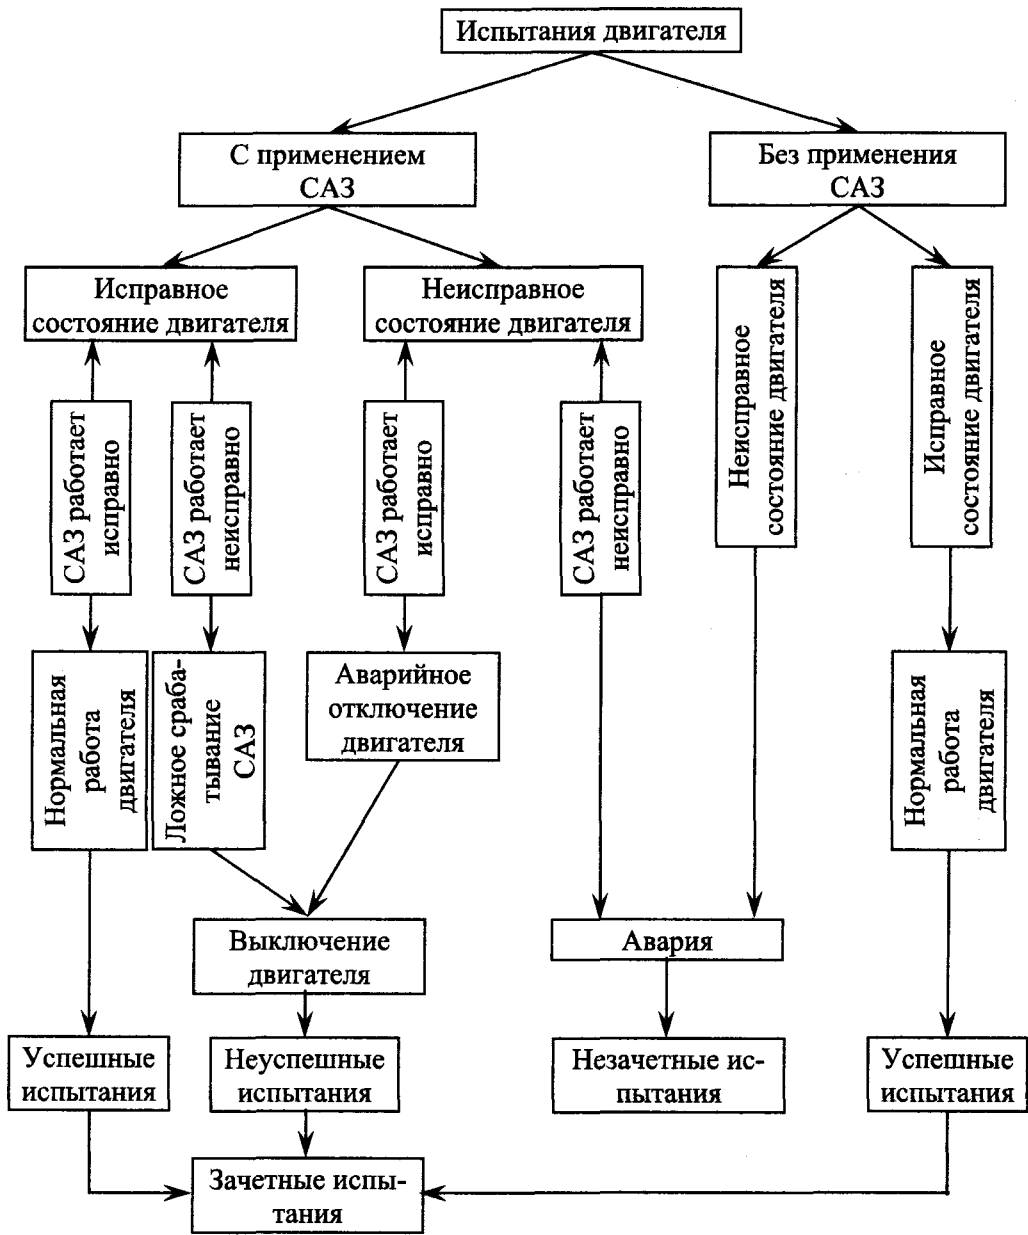 Испытания двигателя
С применением
САЗ
Без применения
САЗ
Исправное
состояние двигателя
Неисправное
состояние двигателя
Неисправное
состояние двигателя
Исправное
состояние двигателя
САЗ работает
исправно
САЗ работает
неисправно
САЗ работает
исправно
САЗ работает
неисправно
Нормальная
работа
двигателя
Ложное сраба-
тывание
САЗ
Аварийное
отключение
двигателя
Нормальная
работа
двигателя
Выключение
двигателя
Авария
Успешные
испытания
Неуспешные
испытания
Незачетные ис-
пытания
Успешные
испытания
Зачетные испы-
тания